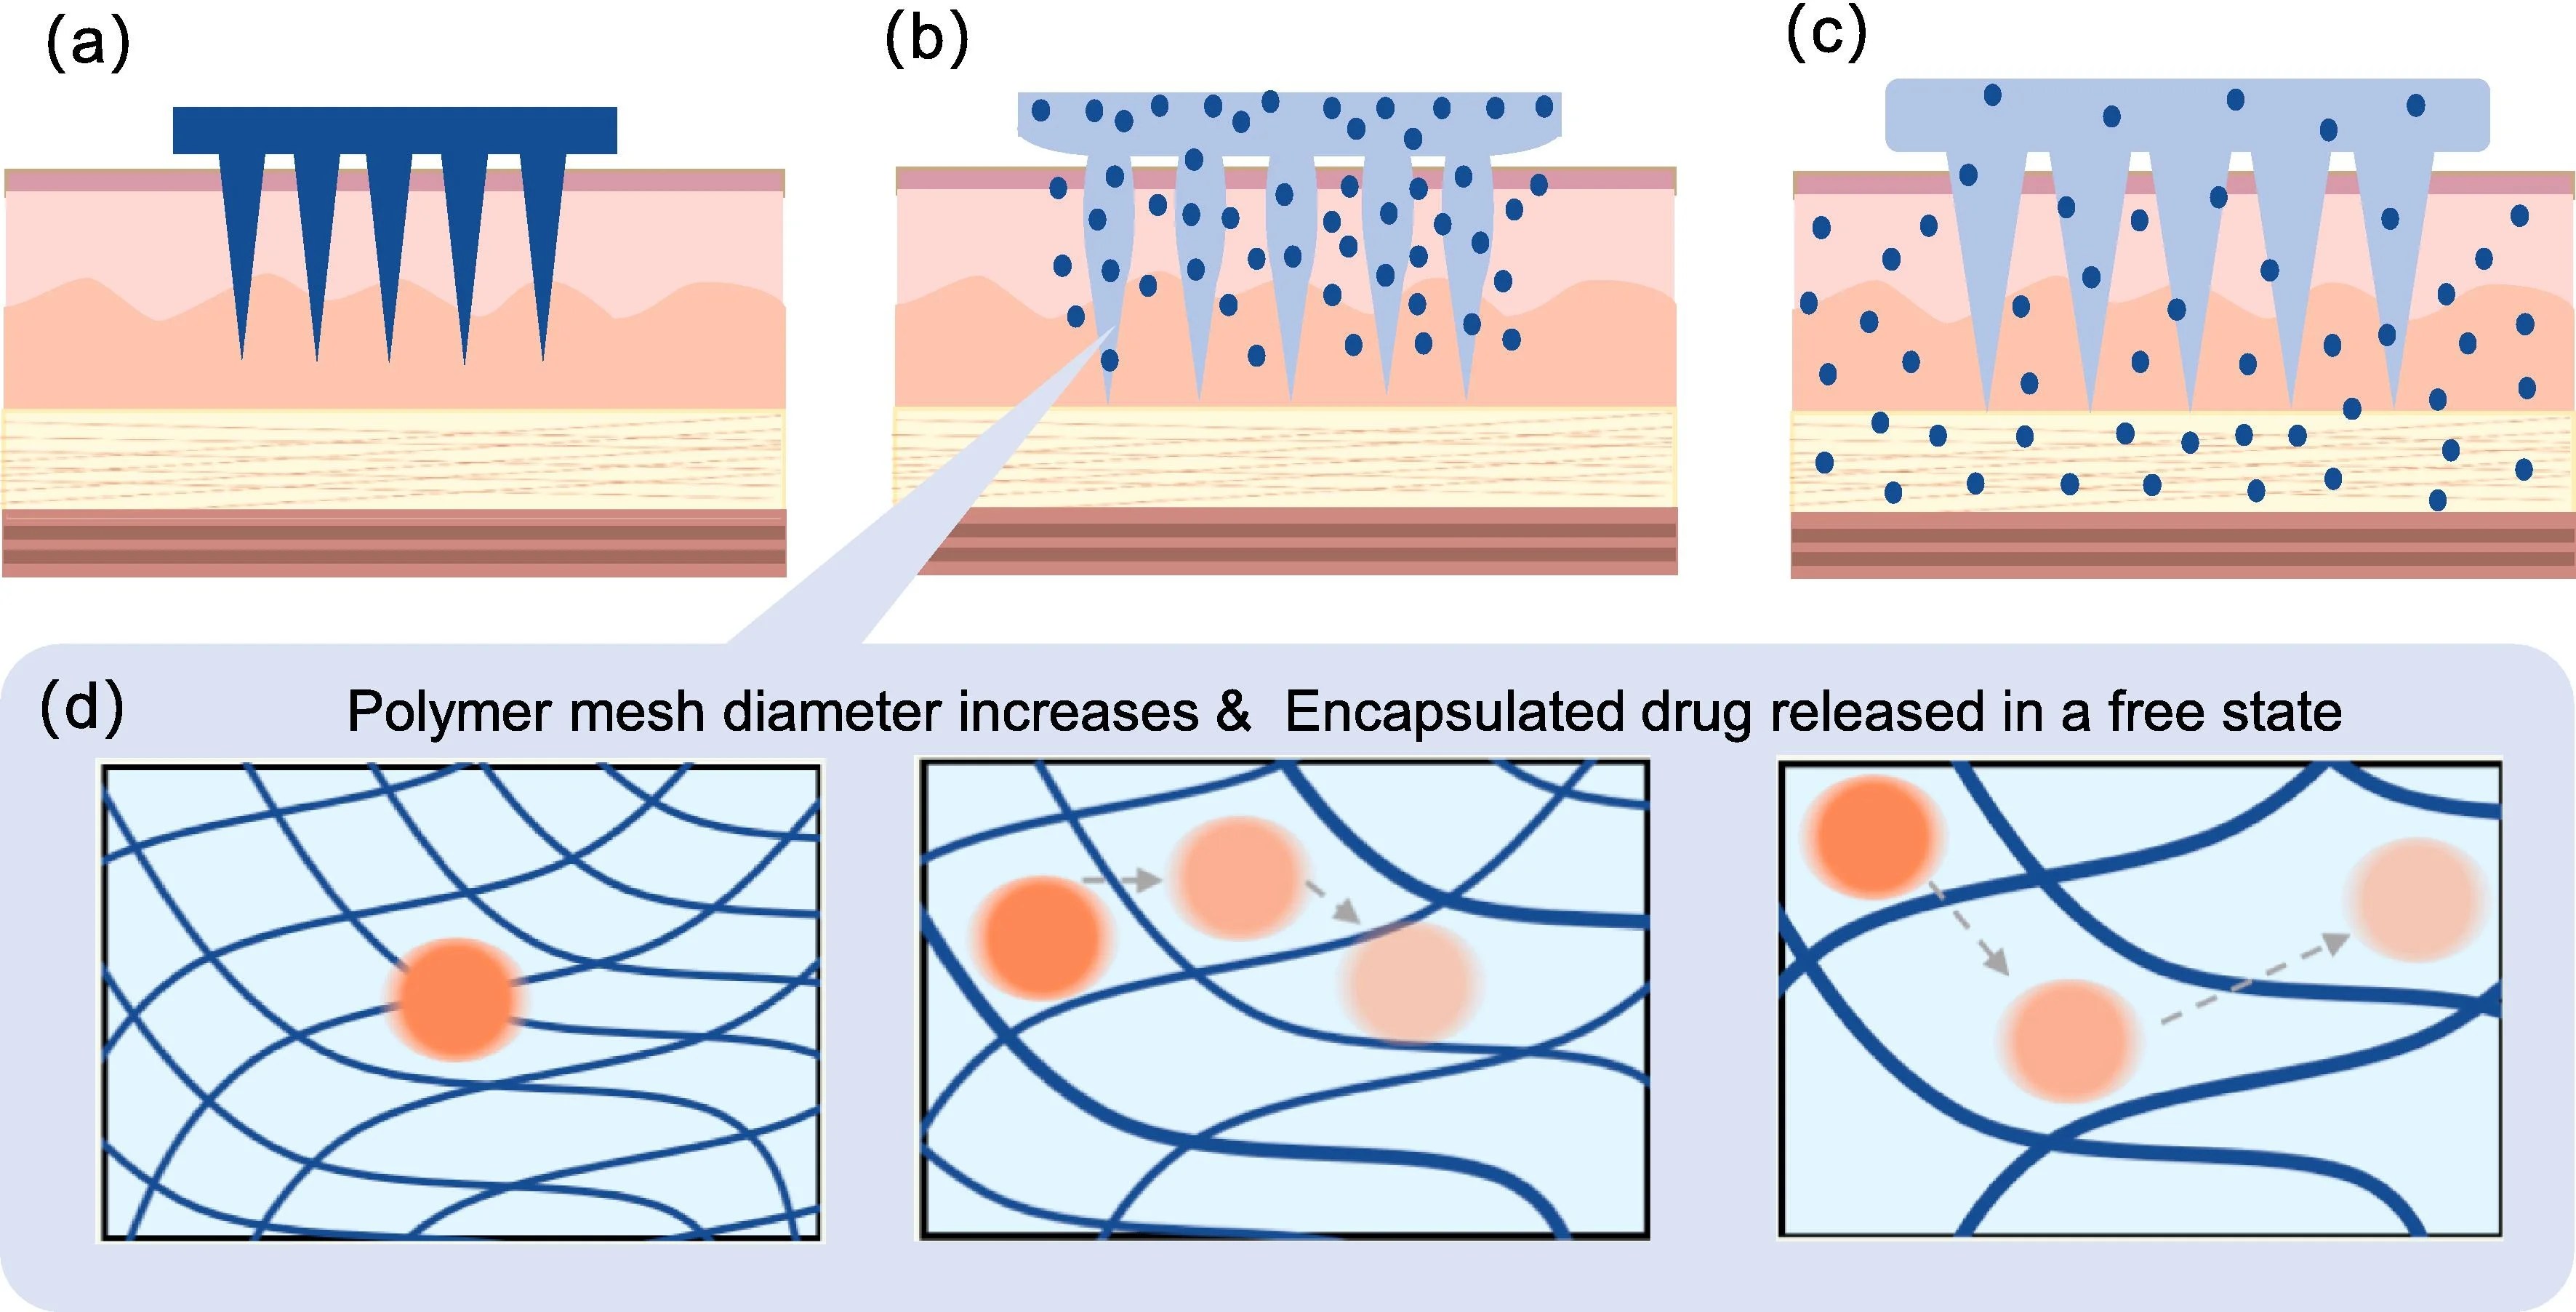 (a)
(b)
(c)
(d)
Polymer mesh diameter increases & Encapsulated drug released in a free state